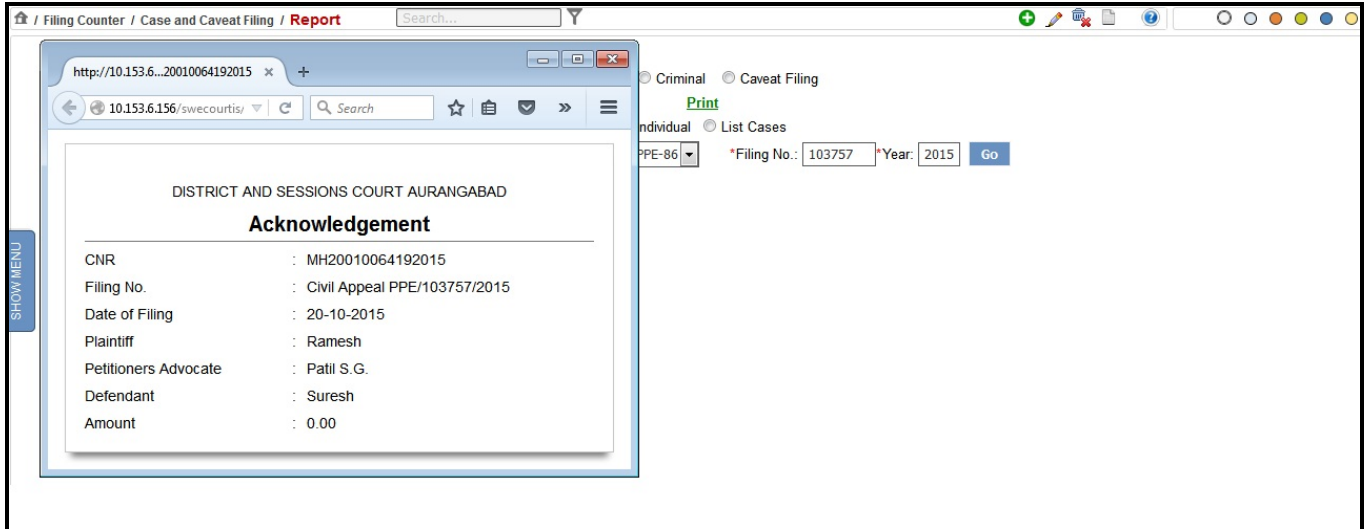 / Filing Counter / Case and Caveat Filing / Report Search...
http://10.153.6...20010064192015
10.153.6.156/swecourtis/ Search
Criminal Caveat Filing
Print
ndividual List Cases
PPE-86 *Filing No.: 103757 *Year: 2015 Go
SHOW MENU
DISTRICT AND SESSIONS COURT AURANGABAD
Acknowledgement
CNR : MH20010064192015
Filing No. : Civil Appeal PPE/103757/2015
Date of Filing : 20-10-2015
Plaintiff : Ramesh
Petitioners Advocate : Patil S.G.
Defendant : Suresh
Amount : 0.00